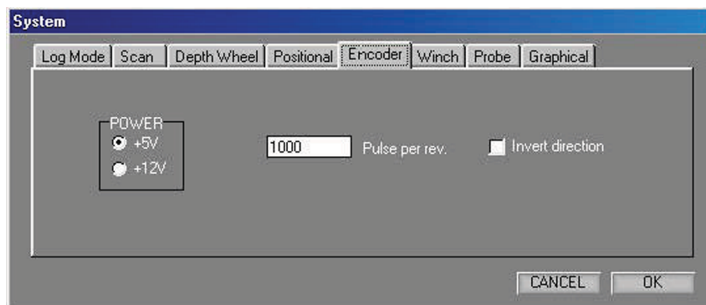 System
Log Mode Scan Depth Wheel Positional Encoder Winch Probe Graphical
POWER
+5V
+12V
1000 Pulse per rev.
Invert direction
CANCEL OK